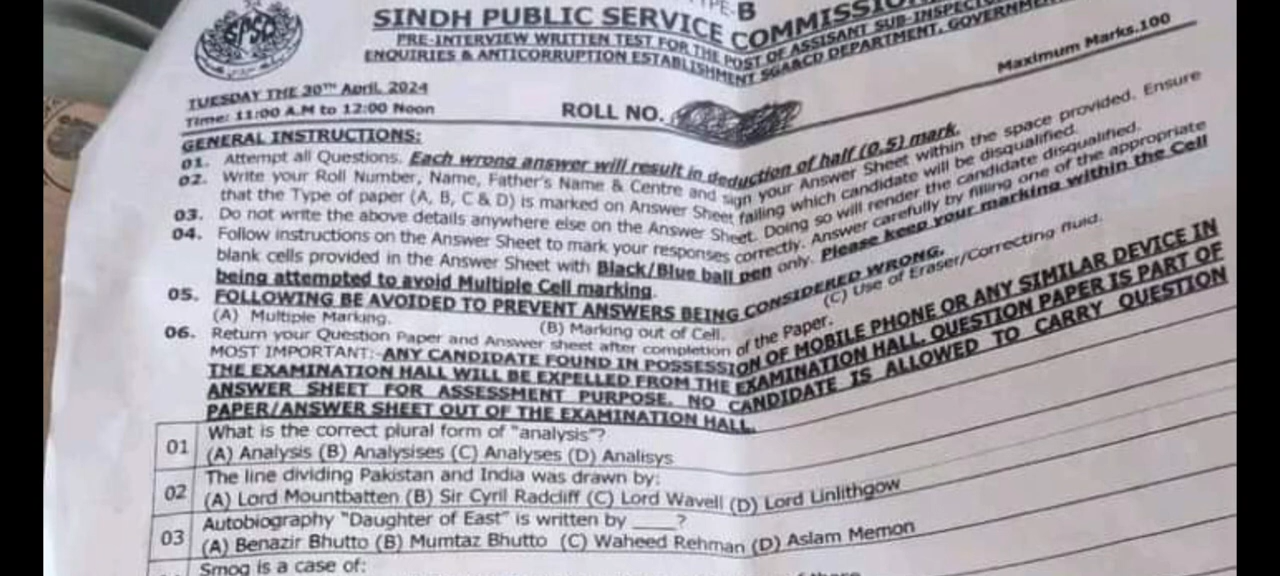 TYPE-B
SPSC
SINDH PUBLIC SERVICE COMMISSION
PRE-INTERVIEW WRITTEN TEST FOR THE POST OF ASSISANT SUB-INSPECTOR
ENQUIRIES & ANTICORRUPTION ESTABLISHMENT SGA&CD DEPARTMENT, GOVERNMENT
Maximum Marks.100
TUESDAY THE 30TH April, 2024
Time: 11:00 A.M to 12:00 Noon
ROLL NO.
GENERAL INSTRUCTIONS:
01. Attempt all Questions. Each wrong answer will result in deduction of half (0.5) mark.
02. Write your Roll Number, Name, Father's Name & Centre and sign your Answer Sheet within the space provided. Ensure
that the Type of paper (A, B, C & D) is marked on Answer Sheet failing which candidate will be disqualified.
03. Do not write the above details anywhere else on the Answer Sheet. Doing so will render the candidate disqualified.
04. Follow instructions on the Answer Sheet to mark your responses correctly. Answer carefully by filling one of the appropriate
blank cells provided in the Answer Sheet with Black/Blue ball pen only. Please keep your marking within the Cell
being attempted to avoid Multiple Cell marking.
05. FOLLOWING BE AVOIDED TO PREVENT ANSWERS BEING CONSIDERED WRONG.
(A) Multiple Marking. (B) Marking out of Cell. (C) Use of Eraser/Correcting fluid.
06. Return your Question Paper and Answer sheet after completion of the Paper.
MOST IMPORTANT:-ANY CANDIDATE FOUND IN POSSESSION OF MOBILE PHONE OR ANY SIMILAR DEVICE IN
THE EXAMINATION HALL WILL BE EXPELLED FROM THE EXAMINATION HALL. QUESTION PAPER IS PART OF
ANSWER SHEET FOR ASSESSMENT PURPOSE. NO CANDIDATE IS ALLOWED TO CARRY QUESTION
PAPER/ANSWER SHEET OUT OF THE EXAMINATION HALL.
01 What is the correct plural form of "analysis"?
(A) Analysis (B) Analysises (C) Analyses (D) Analisys
02 The line dividing Pakistan and India was drawn by:
(A) Lord Mountbatten (B) Sir Cyril Radcliff (C) Lord Wavell (D) Lord Linlithgow
03 Autobiography "Daughter of East" is written by ____?
(A) Benazir Bhutto (B) Mumtaz Bhutto (C) Waheed Rehman (D) Aslam Memon
Smog is a case of: